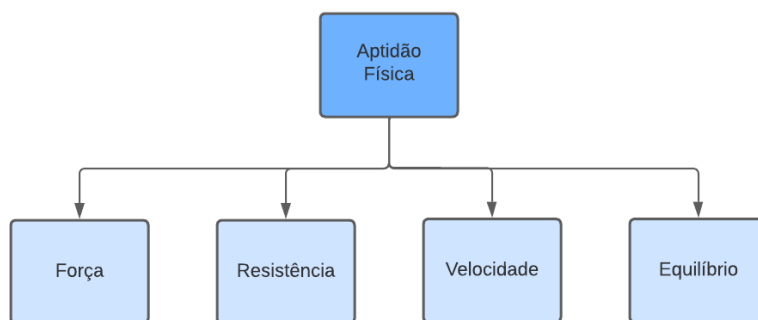 Aptidão
Física
Força
Resistência
Velocidade
Equilíbrio